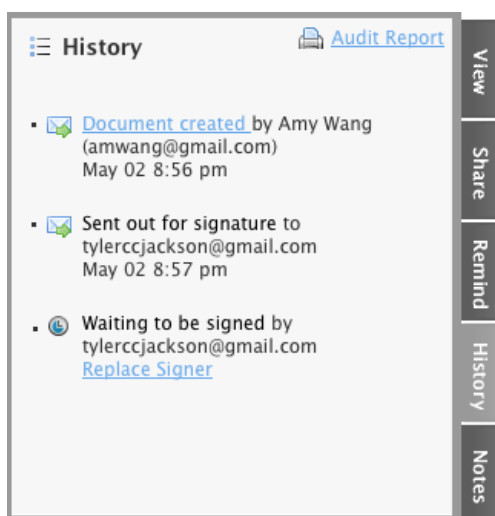 History
Audit Report
Document created by Amy Wang
(amwang@gmail.com)
May 02 8:56 pm
Sent out for signature to
tylerccjackson@gmail.com
May 02 8:57 pm
Waiting to be signed by
tylerccjackson@gmail.com
Replace Signer
View
Share
Remind
History
Notes